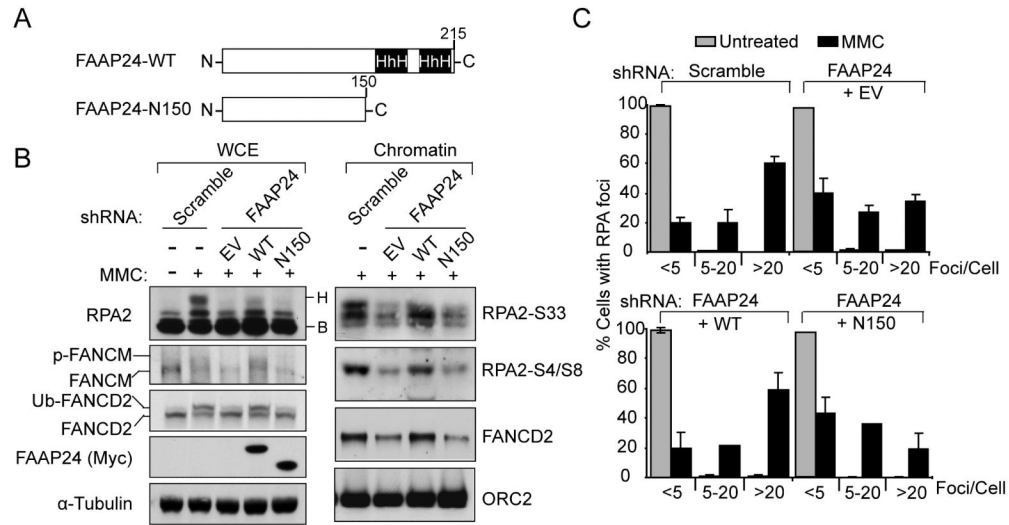 A
215
FAAP24-WT N- HhH HhH -C
150
FAAP24-N150 N- -C
B
WCE
Chromatin
shRNA: Scramble FAAP24 Scramble FAAP24
- - EV WT N150 EV WT N150
MMC: - + + + + + + + +
RPA2 H B RPA2-S33
p-FANCM
FANCM RPA2-S4/S8
Ub-FANCD2
FANCD2 FANCD2
FAAP24 (Myc)
α-Tubulin ORC2
C
Untreated MMC
shRNA: Scramble FAAP24
+ EV
100
80
60
40
20
0
<5 5-20 >20 <5 5-20 >20 Foci/Cell
% Cells with RPA foci
shRNA: FAAP24 FAAP24
+ WT + N150
100
80
60
40
20
0
<5 5-20 >20 <5 5-20 >20 Foci/Cell